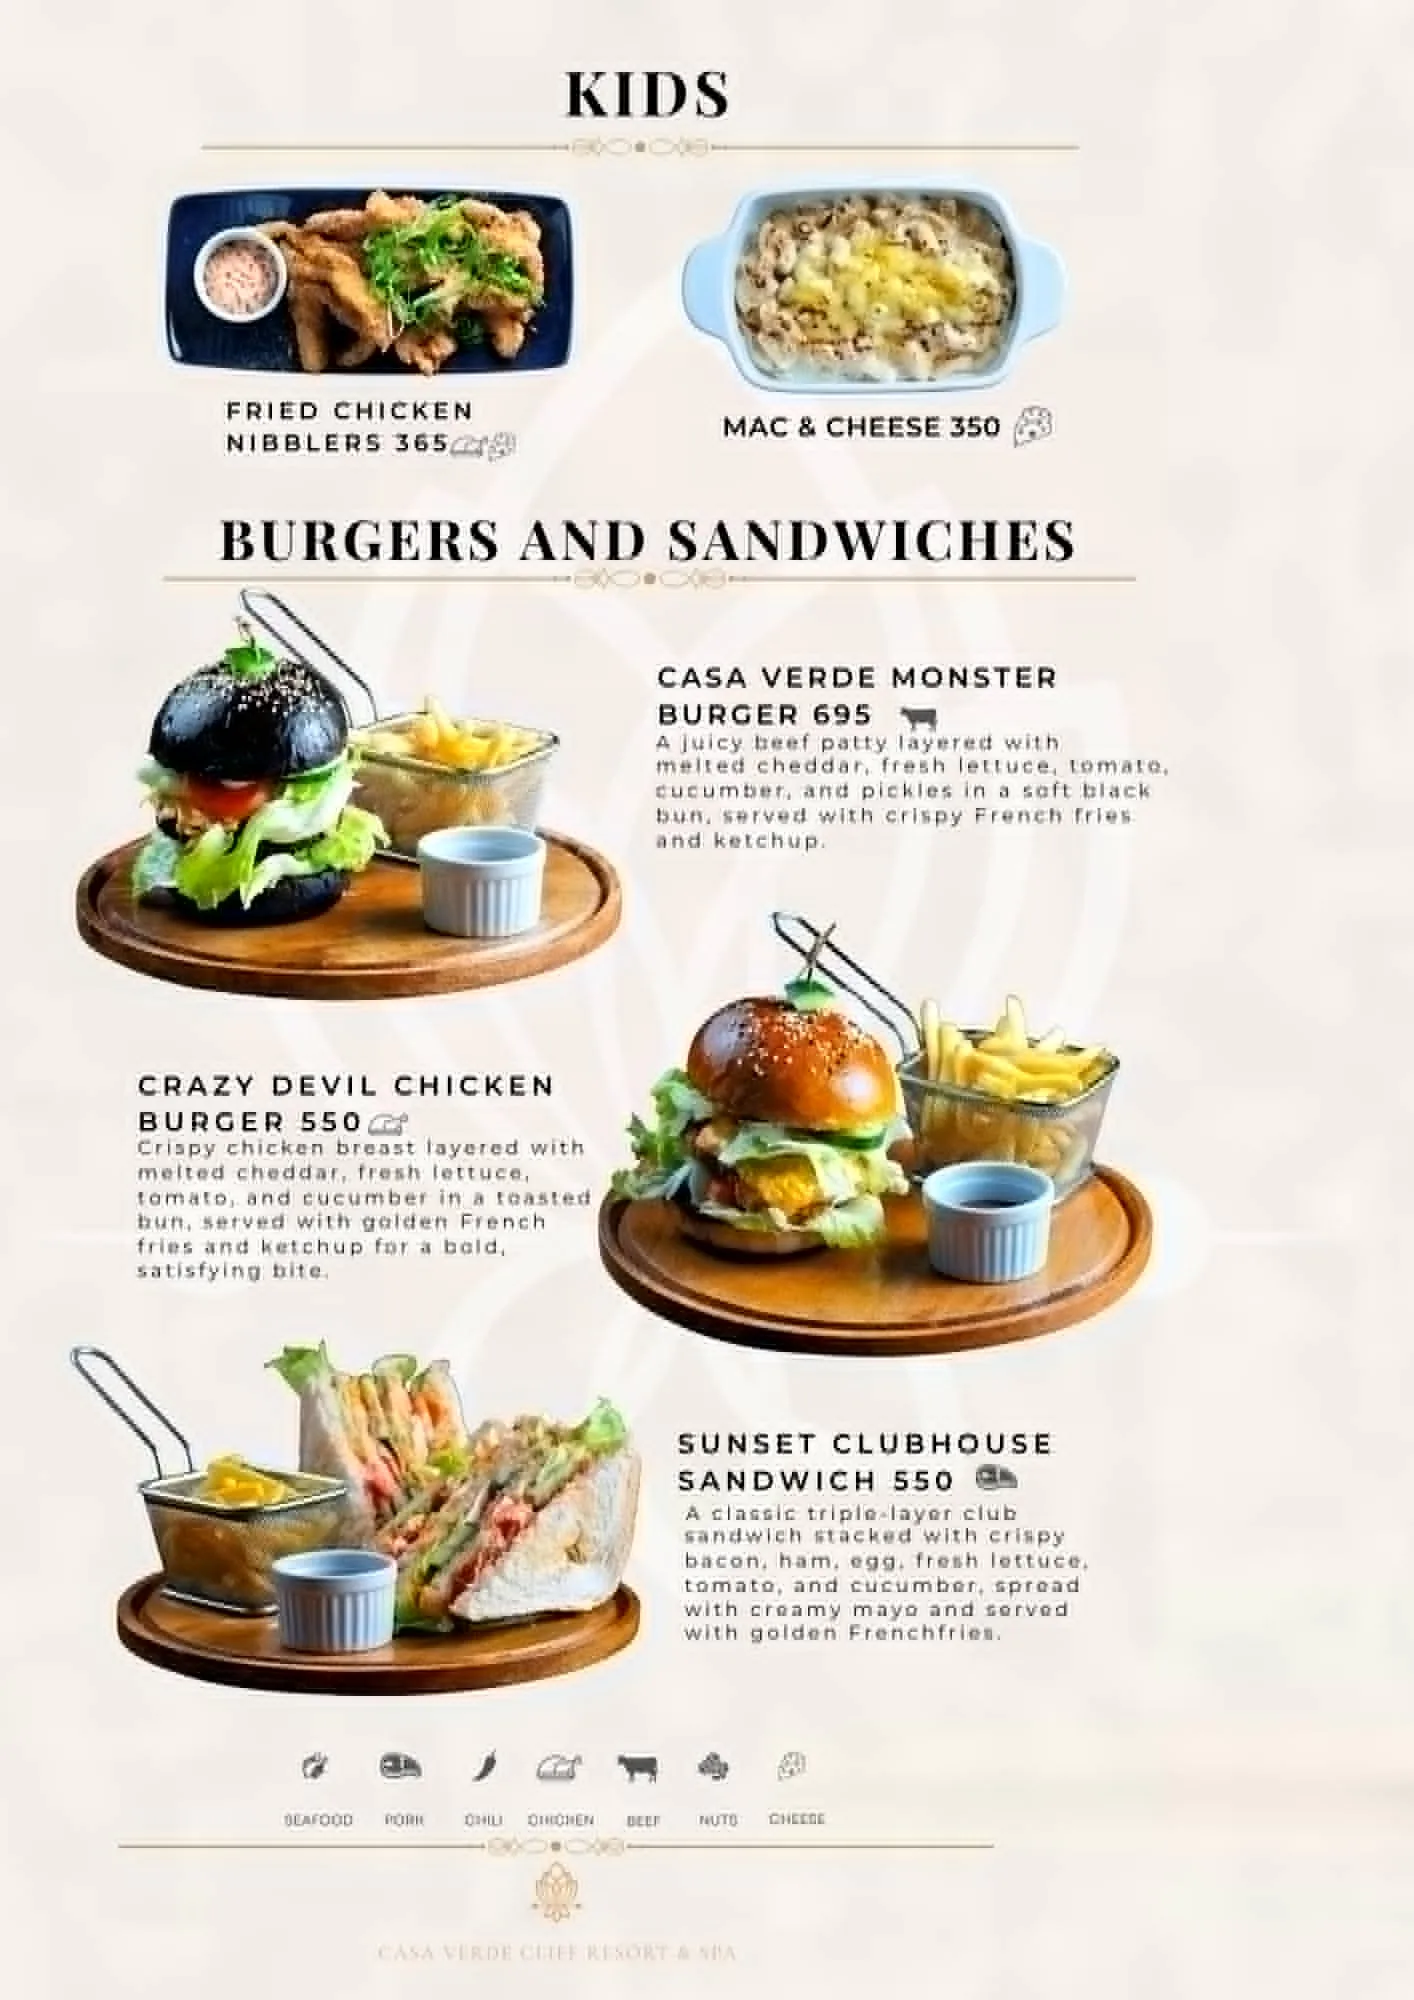 KIDS
FRIED CHICKEN
NIBBLERS 365
MAC & CHEESE 350
BURGERS AND SANDWICHES
CASA VERDE MONSTER
BURGER 695
A juicy beef patty layered with
melted cheddar, fresh lettuce, tomato,
cucumber, and pickles in a soft black
bun, served with crispy French fries
and ketchup.
CRAZY DEVIL CHICKEN
BURGER 550
Crispy chicken breast layered with
melted cheddar, fresh lettuce,
tomato, and cucumber in a toasted
bun, served with golden French
fries and ketchup for a bold,
satisfying bite.
SUNSET CLUBHOUSE
SANDWICH 550
A classic triple-layer club
sandwich stacked with crispy
bacon, ham, egg, fresh lettuce,
tomato, and cucumber, spread
with creamy mayo and served
with golden Frenchfries.
SEAFOOD PORK CHILI CHICKEN BEEF NUTS CHEESE
CASA VERDE CLIFF RESORT & SPA